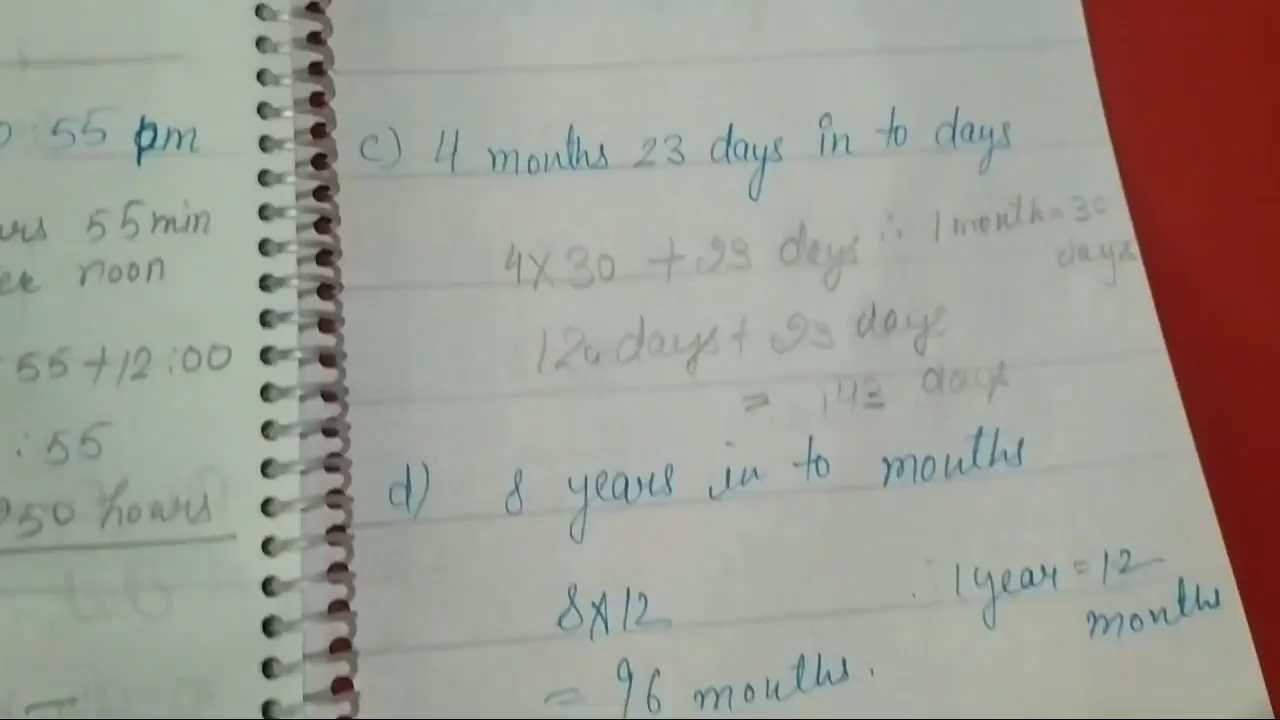 55 pm
55 min
noon
55 + 12 : 00
: 55
50 hours
c) 4 months 23 days in to days
4 x 30 + 23 days ∴ 1 month = 30
days
120 days + 23 days
= 143 days
d) 8 years in to months
8 x 12 1 year = 12
months
= 96 months.